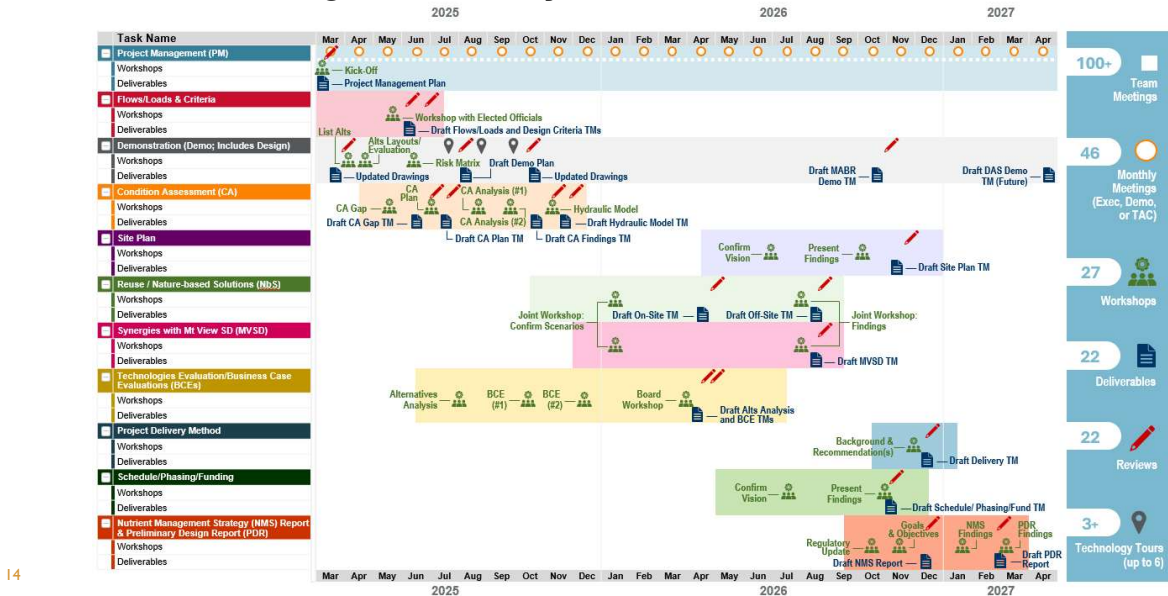 2025
2026
2027
Task Name
Mar Apr May Jun Jul Aug Sep Oct Nov Dec Jan Feb Mar Apr May Jun Jul Aug Sep Oct Nov Dec Jan Feb Mar Apr
Project Management (PM)
Workshops
Kick-Off
Deliverables
Project Management Plan
Flows/Loads & Criteria
Workshops
Workshop with Elected Officials
Deliverables
Draft Flows/Loads and Design Criteria TMs
List Alts
Demonstration (Demo; Includes Design)
Alts Layouts/
Evaluation
Workshops
Risk Matrix
Draft Demo Plan
Deliverables
Updated Drawings
Updated Drawings
Draft MABR
Demo TM
Draft DAS Demo
TM (Future)
Condition Assessment (CA)
CA
Plan
CA Analysis (#1)
Workshops
CA Gap
Hydraulic Model
Deliverables
Draft CA Gap TM
CA Analysis (#2)
Draft Hydraulic Model TM
Draft CA Plan TM
Draft CA Findings TM
Site Plan
Workshops
Confirm
Vision
Present
Findings
Deliverables
Draft Site Plan TM
Reuse / Nature-based Solutions (NbS)
Workshops
Deliverables
Joint Workshop:
Confirm Scenarios
Draft On-Site TM
Draft Off-Site TM
Joint Workshop:
Findings
Synergies with Mt View SD (MVSD)
Workshops
Deliverables
Draft MVSD TM
Technologies Evaluation/Business Case
Evaluations (BCEs)
Workshops
Alternatives
Analysis
BCE
(#1)
BCE
(#2)
Board
Workshop
Deliverables
Draft Alts Analysis
and BCE TMs
Project Delivery Method
Workshops
Background &
Recommendation(s)
Deliverables
Draft Delivery TM
Schedule/Phasing/Funding
Workshops
Confirm
Vision
Present
Findings
Deliverables
Draft Schedule/ Phasing/Fund TM
Nutrient Management Strategy (NMS) Report
& Preliminary Design Report (PDR)
Goals
& Objectives
NMS
Findings
PDR
Findings
Workshops
Regulatory
Update
Deliverables
Draft NMS Report
Draft PDR
Report
Mar Apr May Jun Jul Aug Sep Oct Nov Dec Jan Feb Mar Apr May Jun Jul Aug Sep Oct Nov Dec Jan Feb Mar Apr
2025
2026
2027
100+
Team
Meetings
46
Monthly
Meetings
(Exec, Demo,
or TAC)
27
Workshops
22
Deliverables
22
Reviews
3+
Technology Tours
(up to 6)
14